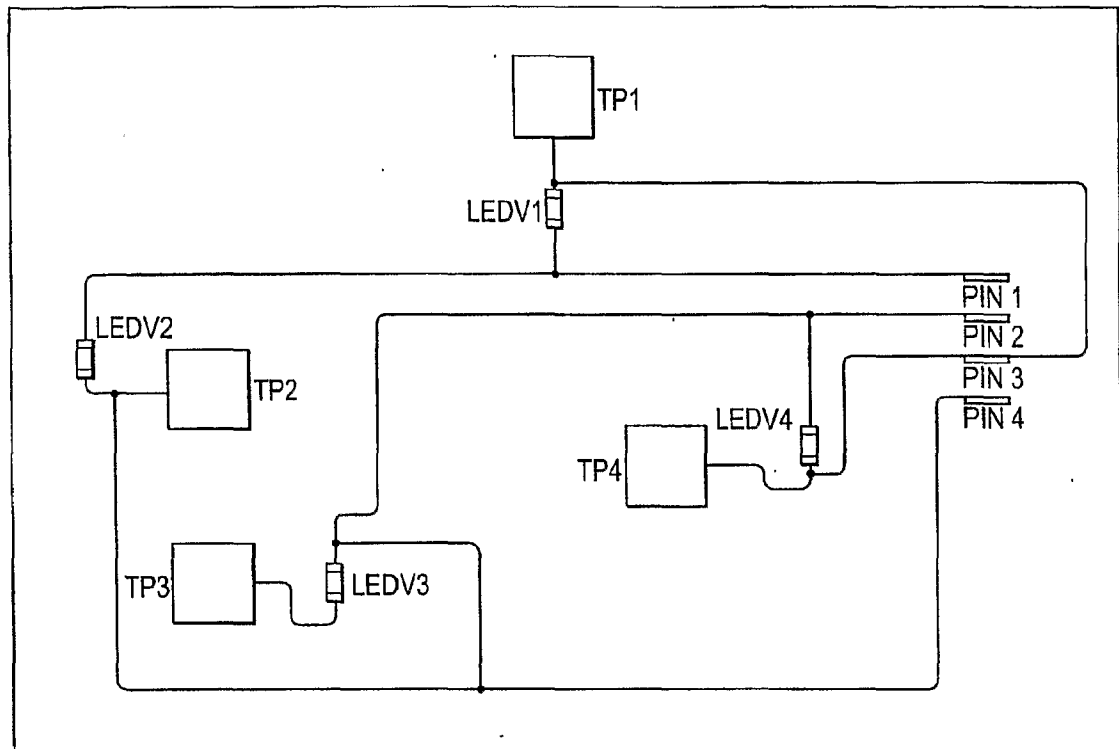 TP1
LEDV1
PIN 1
LEDV2
PIN 2
TP2
PIN 3
LEDV4
PIN 4
TP4
TP3
LEDV3